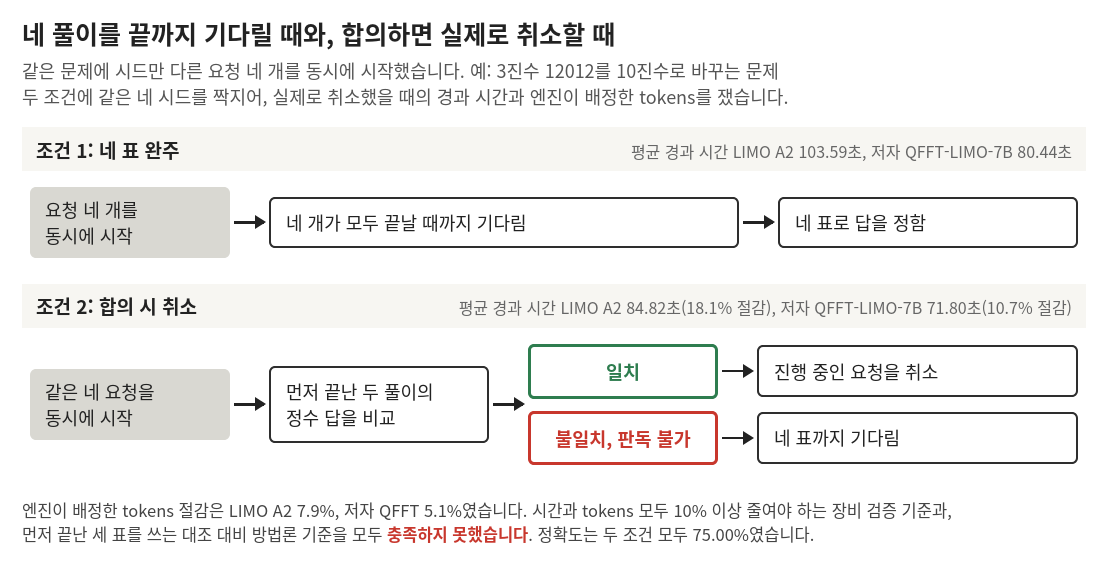 네 풀이를 끝까지 기다릴 때와, 합의하면 실제로 취소할 때
같은 문제에 시드만 다른 요청 네 개를 동시에 시작했습니다. 예: 3진수 12012를 10진수로 바꾸는 문제
두 조건에 같은 네 시드를 짝지어, 실제로 취소했을 때의 경과 시간과 엔진이 배정한 tokens를 쟀습니다.
조건 1: 네 표 완주
평균 경과 시간 LIMO A2 103.59초, 저자 QFFT-LIMO-7B 80.44초
요청 네 개를
동시에 시작
네 개가 모두 끝날 때까지 기다림
네 표로 답을 정함
조건 2: 합의 시 취소
평균 경과 시간 LIMO A2 84.82초(18.1% 절감), 저자 QFFT-LIMO-7B 71.80초(10.7% 절감)
같은 네 요청을
동시에 시작
먼저 끝난 두 풀이의
정수 답을 비교
일치
진행 중인 요청을 취소
불일치, 판독 불가
네 표까지 기다림
엔진이 배정한 tokens 절감은 LIMO A2 7.9%, 저자 QFFT 5.1%였습니다. 시간과 tokens 모두 10% 이상 줄여야 하는 장비 검증 기준과,
먼저 끝난 세 표를 쓰는 대조 대비 방법론 기준을 모두 충족하지 못했습니다. 정확도는 두 조건 모두 75.00%였습니다.